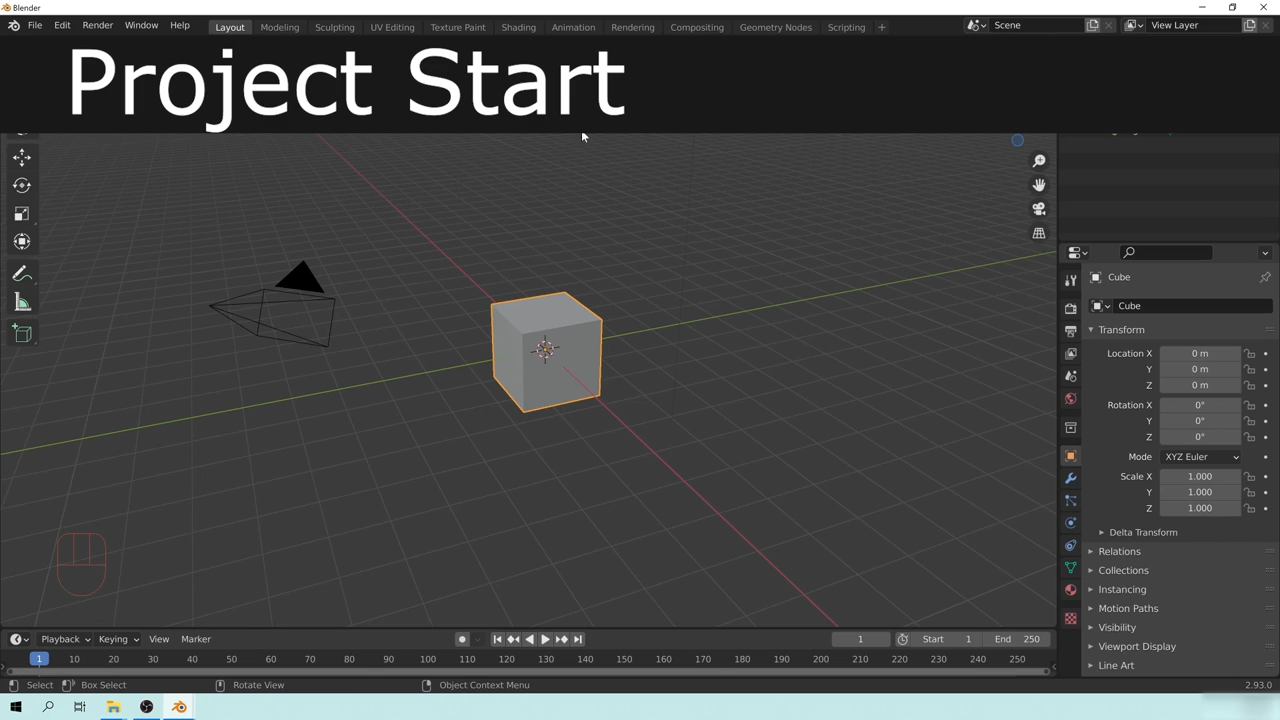 Blender
File Edit Render Window Help Layout Modeling Sculpting UV Editing Texture Paint Shading Animation Rendering Compositing Geometry Nodes Scripting + Scene View Layer
Project Start
Cube
Cube
Transform
Location X 0 m
Y 0 m
Z 0 m
Rotation X 0°
Y 0°
Z 0°
Mode XYZ Euler
Scale X 1.000
Y 1.000
Z 1.000
Delta Transform
Relations
Collections
Instancing
Motion Paths
Visibility
Viewport Display
Line Art
Playback Keying View Marker 1 Start 1 End 250
1 10 20 30 40 50 60 70 80 90 100 110 120 130 140 150 160 170 180 190 200 210 220 230 240 250
Select Box Select Rotate View Object Context Menu 2.93.0